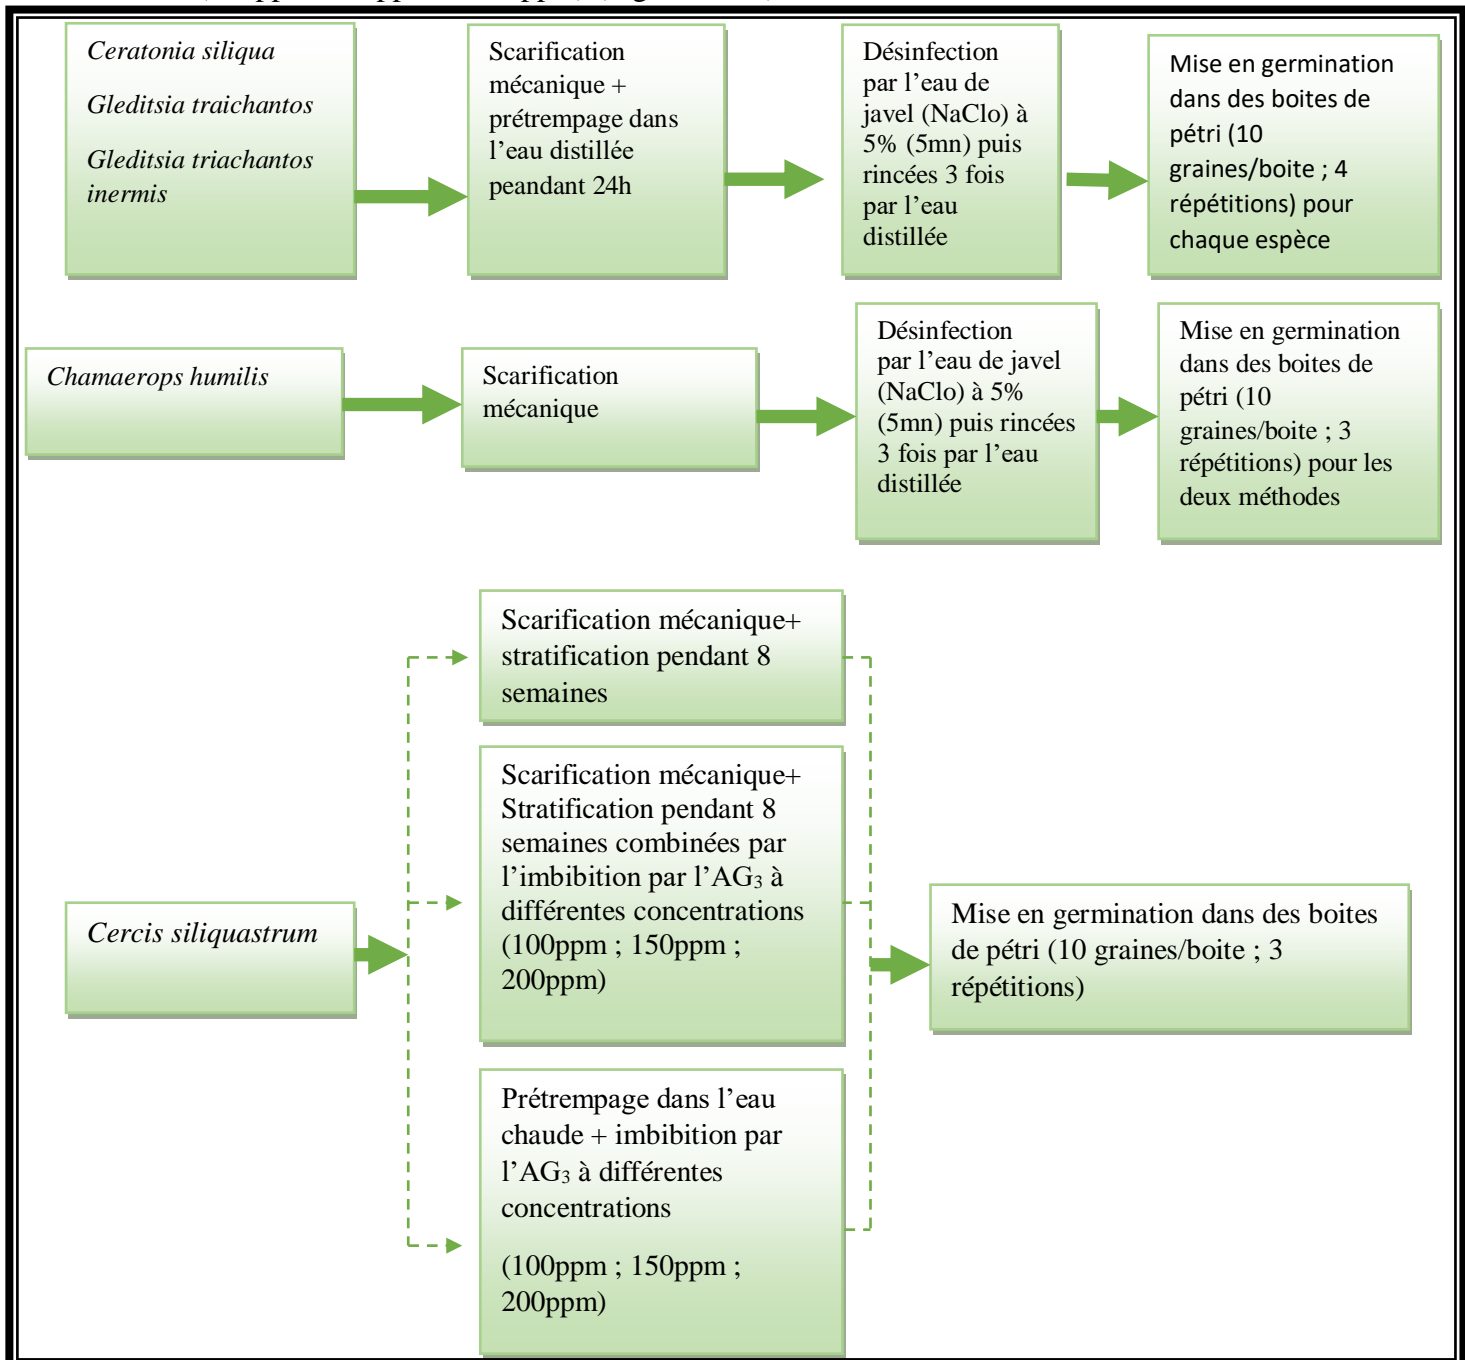 Ceratonia siliqua
Gleditsia traichantos
Gleditsia triachantos
inermis
Scarification
mécanique +
prétrempage dans
l’eau distillée
peandant 24h
Désinfection
par l’eau de
javel (NaClo) à
5% (5mn) puis
rincées 3 fois
par l’eau
distillée
Mise en germination
dans des boites de
pétri (10
graines/boite ; 4
répétitions) pour
chaque espèce
Chamaerops humilis
Scarification
mécanique
Désinfection
par l’eau de javel
(NaClo) à 5%
(5mn) puis rincées
3 fois par l’eau
distillée
Mise en germination
dans des boites de
pétri (10
graines/boite ; 3
répétitions) pour les
deux méthodes
Cercis siliquastrum
Scarification mécanique+
stratification pendant 8
semaines
Scarification mécanique+
Stratification pendant 8
semaines combinées par
l’imbibition par l’AG₃ à
différentes concentrations
(100ppm ; 150ppm ;
200ppm)
Prétrempage dans l’eau
chaude + imbibition par
l’AG₃ à différentes
concentrations
(100ppm ; 150ppm ;
200ppm)
Mise en germination dans des boites
de pétri (10 graines/boite ; 3
répétitions)